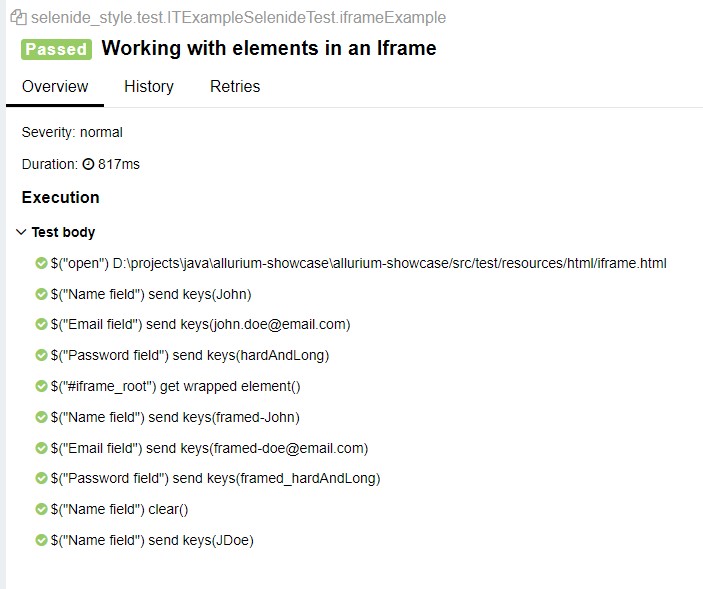 selenide_style.test.ITExampleSelenideTest.iframeExample
Passed Working with elements in an Iframe
Overview History Retries
Severity: normal
Duration: 817ms
Execution
Test body
$("open") D:\projects\java\allurium-showcase\allurium-showcase/src/test/resources/html/iframe.html
$("Name field") send keys(John)
$("Email field") send keys(john.doe@email.com)
$("Password field") send keys(hardAndLong)
$("#iframe_root") get wrapped element()
$("Name field") send keys(framed-John)
$("Email field") send keys(framed-doe@email.com)
$("Password field") send keys(framed_hardAndLong)
$("Name field") clear()
$("Name field") send keys(JDoe)